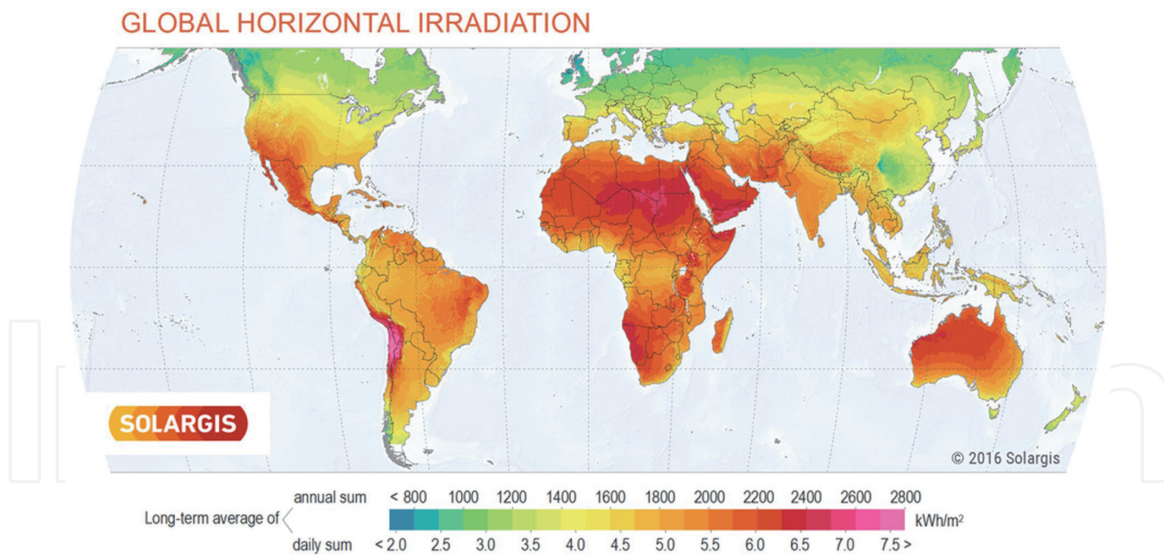 GLOBAL HORIZONTAL IRRADIATION
SOLARGIS
© 2016 Solargis
annual sum < 800 1000 1200 1400 1600 1800 2000 2200 2400 2600 2800
Long-term average of kWh/m²
daily sum < 2.0 2.5 3.0 3.5 4.0 4.5 5.0 5.5 6.0 6.5 7.0 7.5 >